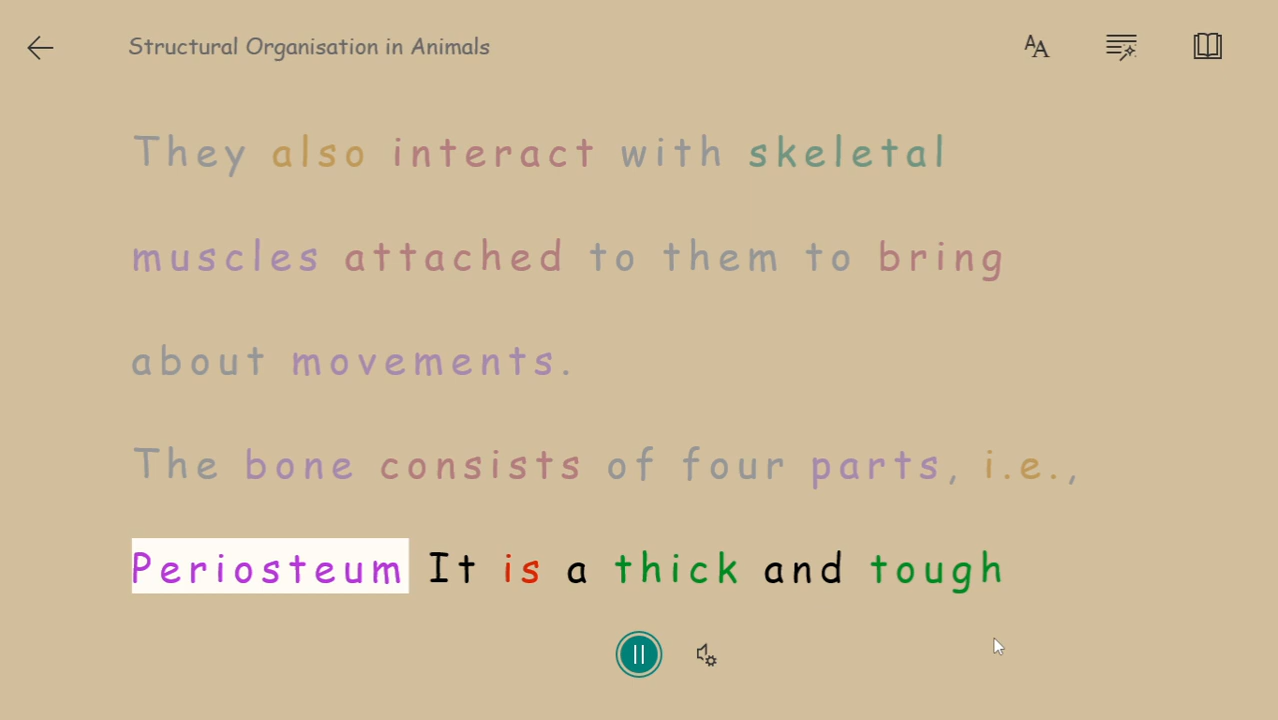 Structural Organisation in Animals
They also interact with skeletal
muscles attached to them to bring
about movements.
The bone consists of four parts, i.e.,
Periosteum It is a thick and tough